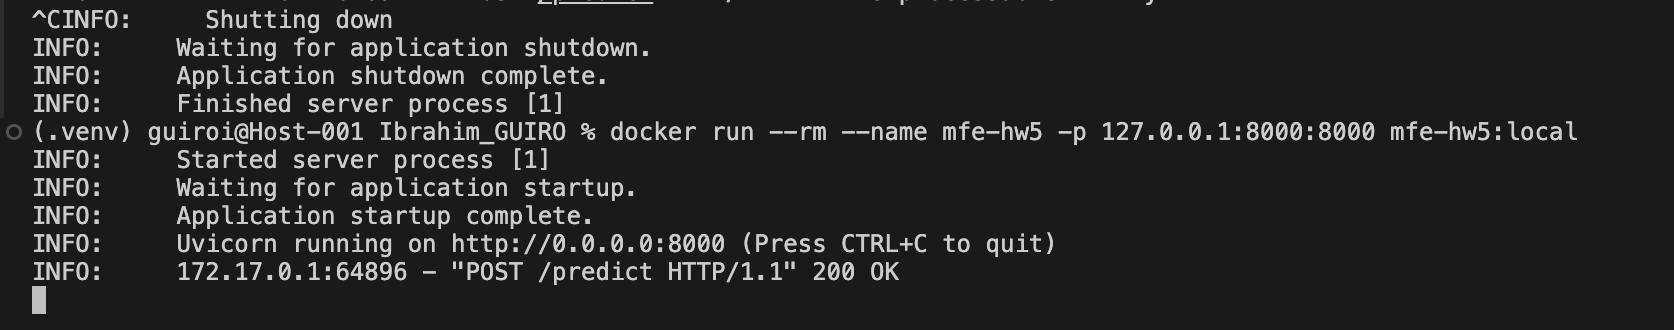 ^CINFO:     Shutting down
INFO:     Waiting for application shutdown.
INFO:     Application shutdown complete.
INFO:     Finished server process [1]
(.venv) guiroi@Host-001 Ibrahim_GUIRO % docker run --rm --name mfe-hw5 -p 127.0.0.1:8000:8000 mfe-hw5:local
INFO:     Started server process [1]
INFO:     Waiting for application startup.
INFO:     Application startup complete.
INFO:     Uvicorn running on http://0.0.0.0:8000 (Press CTRL+C to quit)
INFO:     172.17.0.1:64896 - "POST /predict HTTP/1.1" 200 OK